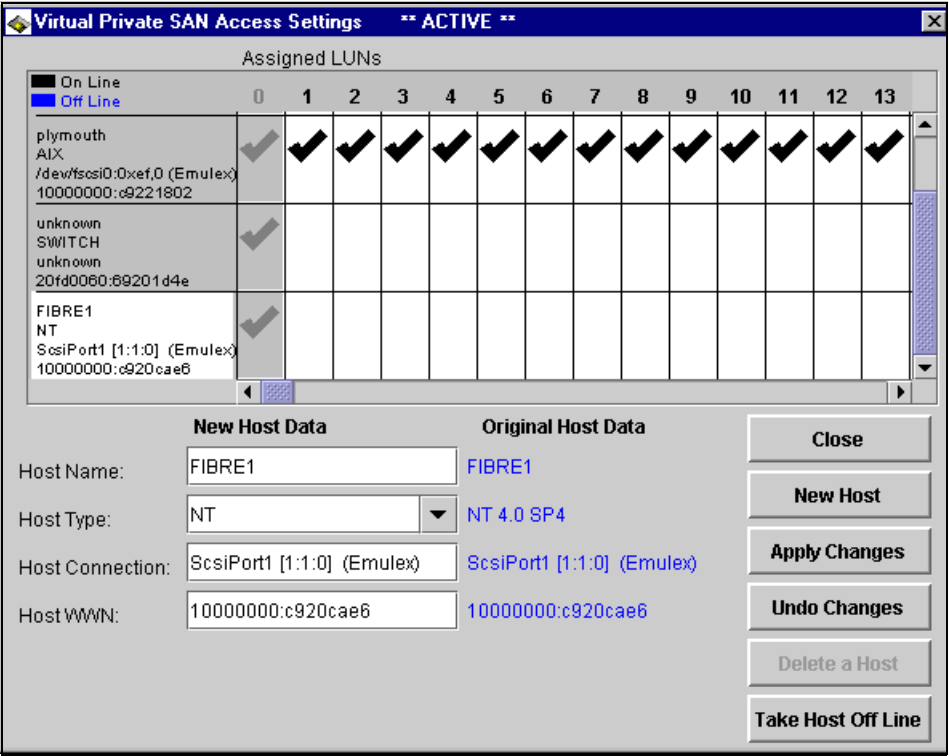 Virtual Private SAN Access Settings ** ACTIVE **
Assigned LUNs
On Line
Off Line
0 1 2 3 4 5 6 7 8 9 10 11 12 13
plymouth
AIX
/dev/fscsi0:0xef,0 (Emulex)
10000000:c9221802
unknown
SWITCH
unknown
20fd0060:69201d4e
FIBRE1
NT
ScsiPort1 [1:1:0] (Emulex)
10000000:c920cae6
New Host Data Original Host Data
Host Name: FIBRE1 FIBRE1
Host Type: NT NT 4.0 SP4
Host Connection: ScsiPort1 [1:1:0] (Emulex) ScsiPort1 [1:1:0] (Emulex)
Host WWN: 10000000:c920cae6 10000000:c920cae6
Close
New Host
Apply Changes
Undo Changes
Delete a Host
Take Host Off Line